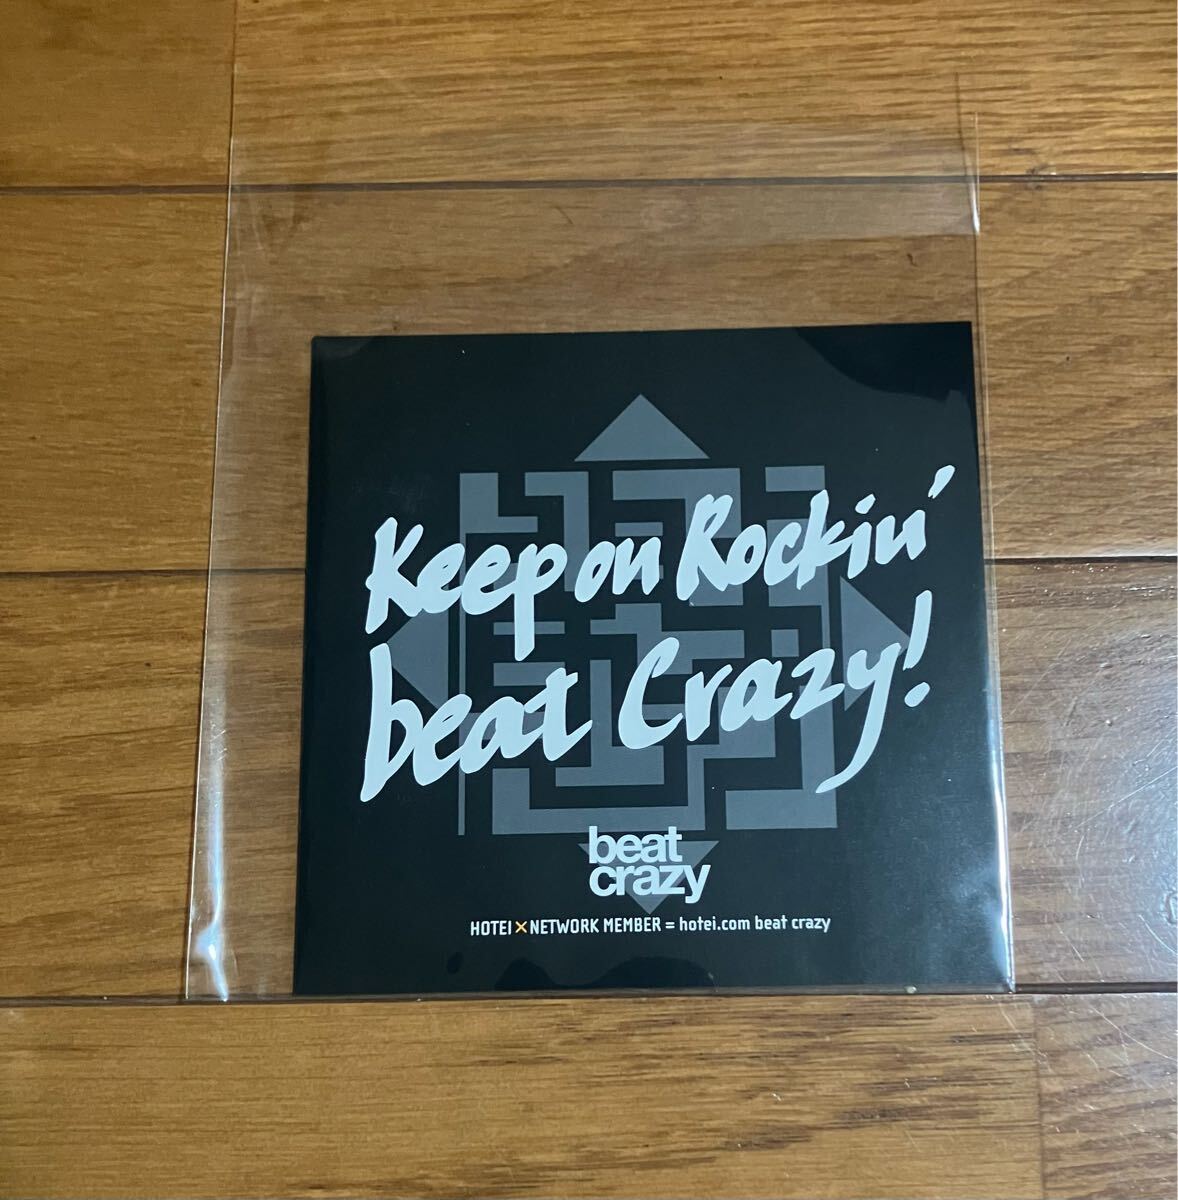 Keep on Rockin'
beat Crazy!
beat
crazy
HOTEI×NETWORK MEMBER = hotei.com beat crazy